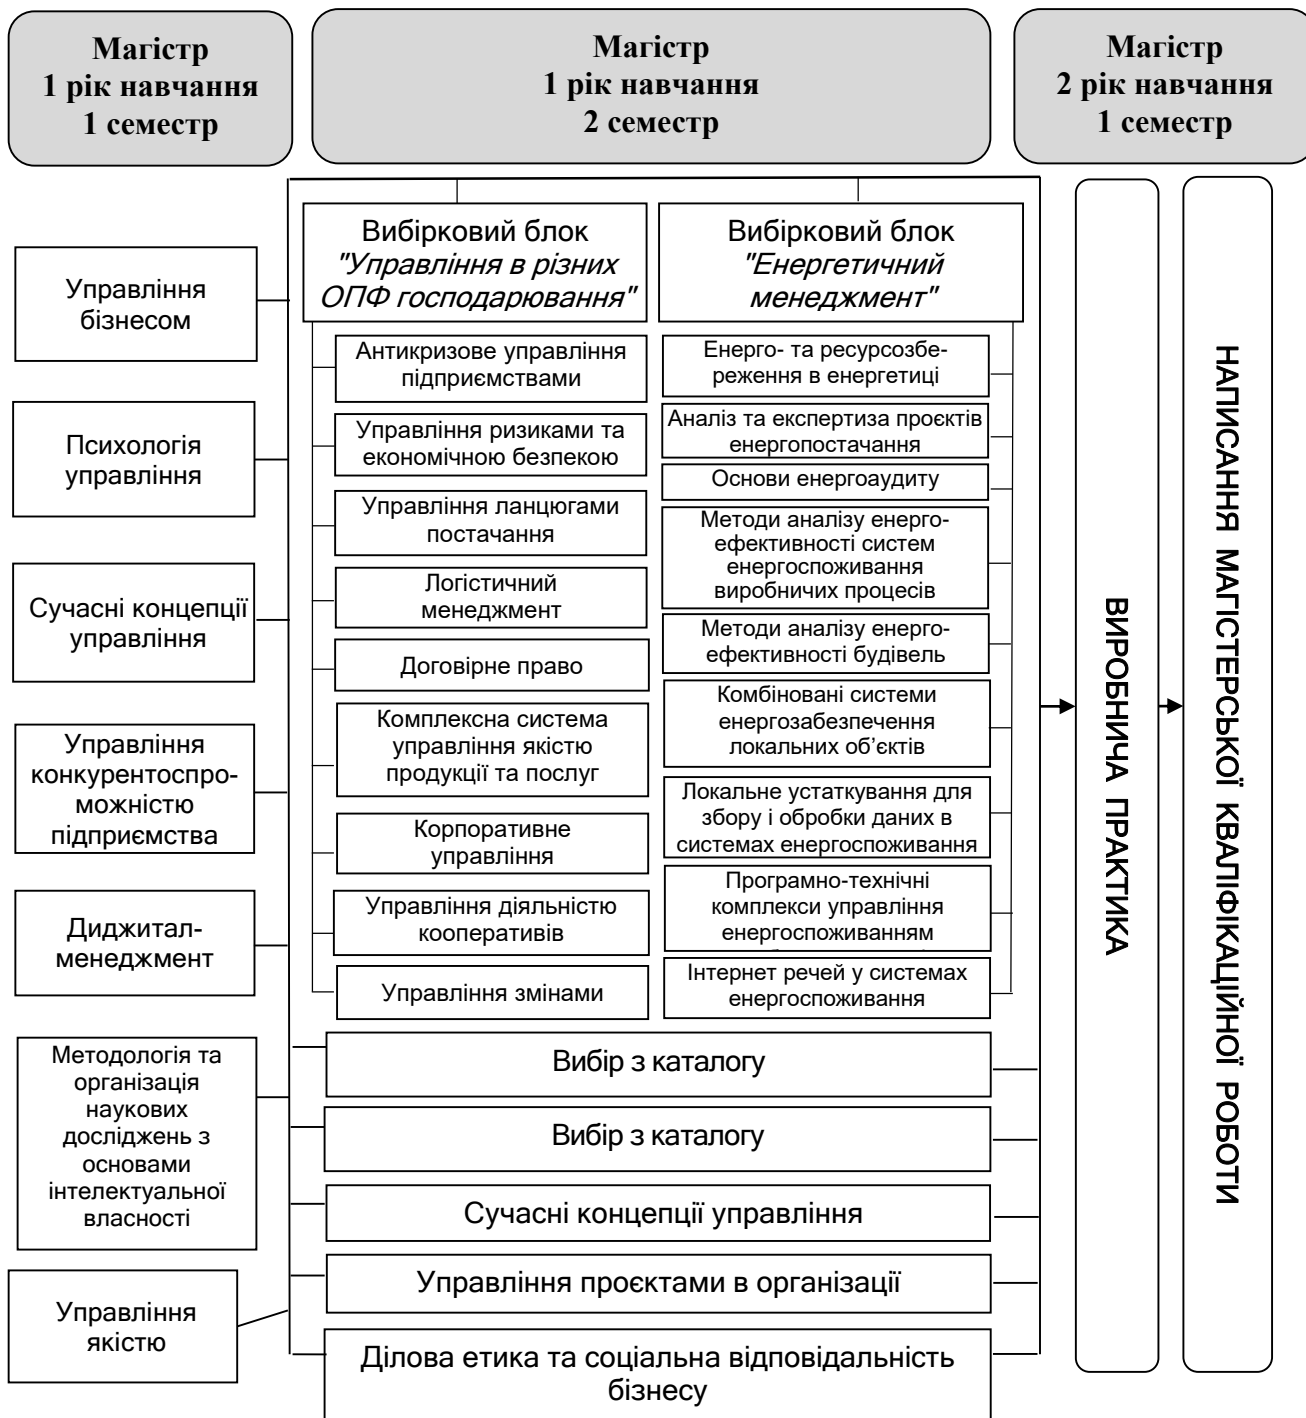 Магістр
1 рік навчання
1 семестр
Магістр
1 рік навчання
2 семестр
Магістр
2 рік навчання
1 семестр
Управління
бізнесом
Психологія
управління
Сучасні концепції
управління
Управління
конкурентоспро-
можністю
підприємства
Диджитал-
менеджмент
Методологія та
організація
наукових
досліджень з
основами
інтелектуальної
власності
Управління
якістю
Вибірковий блок
"Управління в різних
ОПФ господарювання"
Антикризове управління
підприємствами
Управління ризиками та
економічною безпекою
Управління ланцюгами
постачання
Логістичний
менеджмент
Договірне право
Комплексна система
управління якістю
продукції та послуг
Корпоративне
управління
Управління діяльністю
кооперативів
Управління змінами
Вибірковий блок
"Енергетичний
менеджмент"
Енерго- та ресурсозбе-
реження в енергетиці
Аналіз та експертиза проєктів
енергопостачання
Основи енергоаудиту
Методи аналізу енерго-
ефективності систем
енергоспоживання
виробничих процесів
Методи аналізу енерго-
ефективності будівель
Комбіновані системи
енергозабезпечення
локальних об’єктів
Локальне устаткування для
збору і обробки даних в
системах енергоспоживання
Програмно-технічні
комплекси управління
енергоспоживанням
Інтернет речей у системах
енергоспоживання
Вибір з каталогу
Вибір з каталогу
Сучасні концепції управління
Управління проєктами в організації
Ділова етика та соціальна відповідальність
бізнесу
ВИРОБНИЧА ПРАКТИКА
НАПИСАННЯ МАГІСТЕРСЬКОЇ КВАЛІФІКАЦІЙНОЇ РОБОТИ